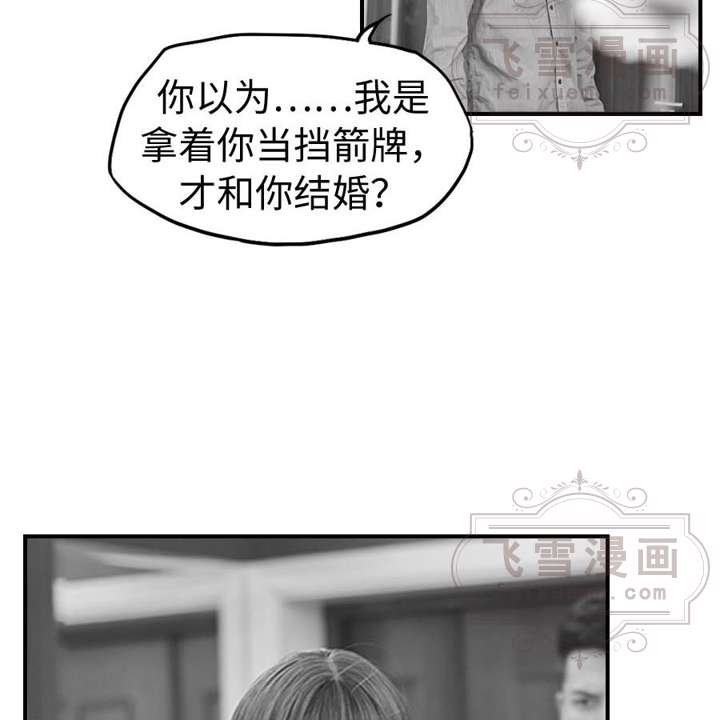 飞雪漫画
feixuem
你以为……我是
拿着你当挡箭牌，
才和你结婚？
飞雪漫画